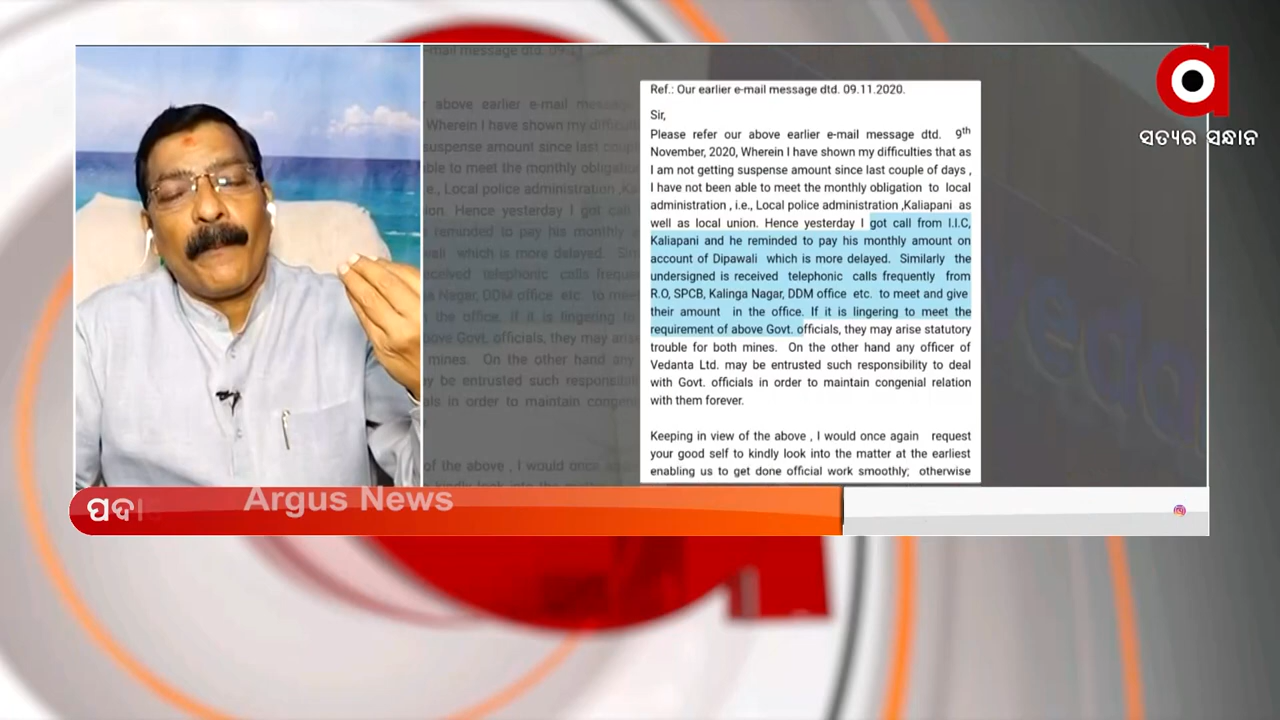 ସତ୍ୟର ସନ୍ଧାନ
Ref.: Our earlier e-mail message dtd. 09.11.2020.
Sir,
Please refer our above earlier e-mail message dtd. 9th
November, 2020, Wherein I have shown my difficulties that as
I am not getting suspense amount since last couple of days ,
I have not been able to meet the monthly obligation to local
administration , i.e., Local police administration ,Kaliapani as
well as local union. Hence yesterday I got call from I.I.C,
Kaliapani and he reminded to pay his monthly amount on
account of Dipawali which is more delayed. Similarly the
undersigned is received telephonic calls frequently from
R.O, SPCB, Kalinga Nagar, DDM office etc. to meet and give
their amount in the office. If it is lingering to meet the
requirement of above Govt. officials, they may arise statutory
trouble for both mines. On the other hand any officer of
Vedanta Ltd. may be entrusted such responsibility to deal
with Govt. officials in order to maintain congenial relation
with them forever.
Keeping in view of the above , I would once again request
your good self to kindly look into the matter at the earliest
enabling us to get done official work smoothly; otherwise
Argus News